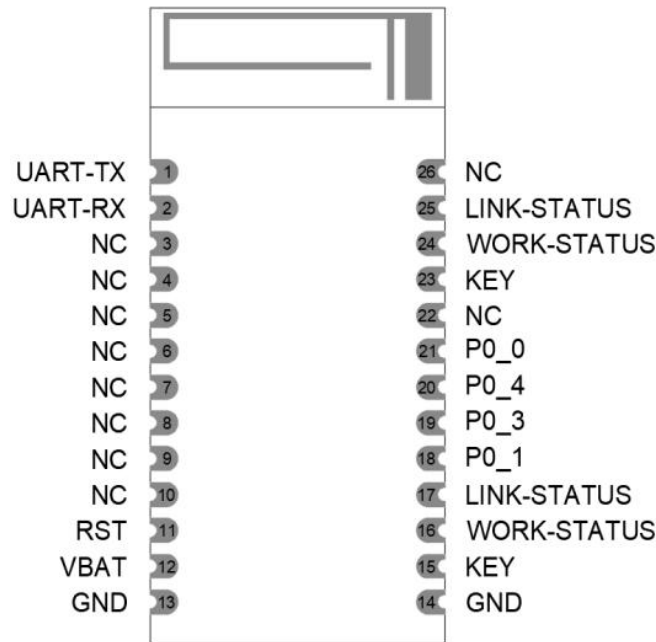 UART-TX 1 26 NC
UART-RX 2 25 LINK-STATUS
NC 3 24 WORK-STATUS
NC 4 23 KEY
NC 5 22 NC
NC 6 21 P0_0
NC 7 20 P0_4
NC 8 19 P0_3
NC 9 18 P0_1
NC 10 17 LINK-STATUS
RST 11 16 WORK-STATUS
VBAT 12 15 KEY
GND 13 14 GND